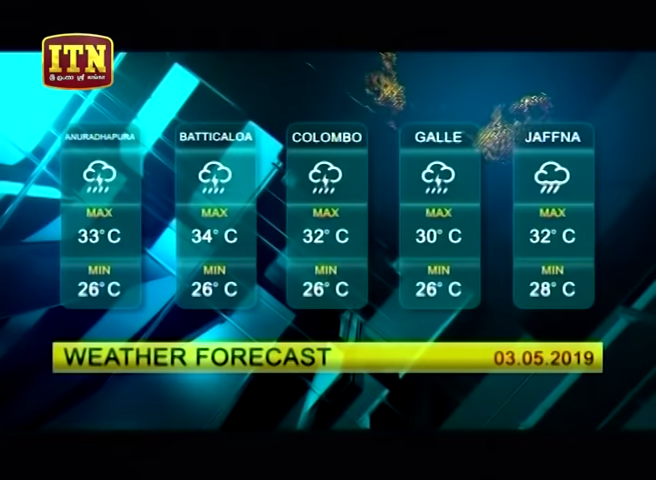 ITN
ANURADHAPURA
MAX
33° C
MIN
26° C
BATTICALOA
MAX
34° C
MIN
26° C
COLOMBO
MAX
32° C
MIN
26° C
GALLE
MAX
30° C
MIN
26° C
JAFFNA
MAX
32° C
MIN
28° C
WEATHER FORECAST
03.05.2019